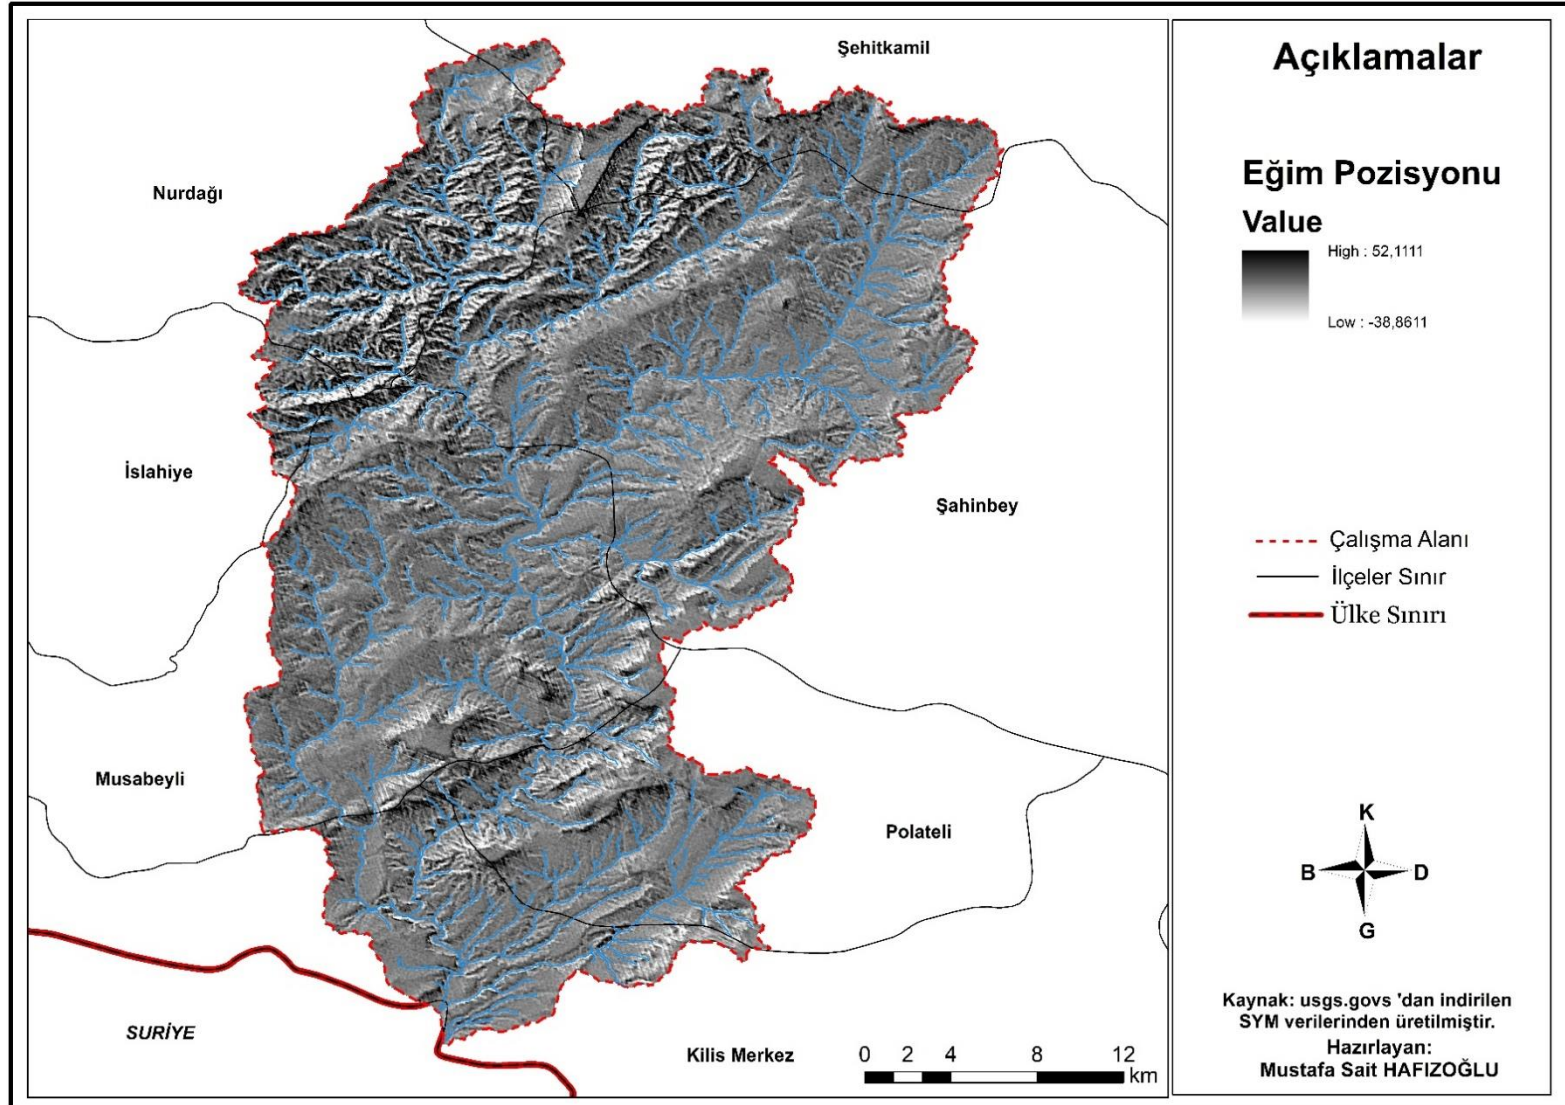 Şehitkamil
Nurdağı
İslahiye
Şahinbey
Musabeyli
Polateli
SURİYE
Kilis Merkez
0 2 4 8 12
km
Açıklamalar
Eğim Pozisyonu
Value
High : 52,1111
Low : -38,8611
Çalışma Alanı
İlçeler Sınır
Ülke Sınırı
K
B D
G
Kaynak: usgs.govs 'dan indirilen
SYM verilerinden üretilmiştir.
Hazırlayan:
Mustafa Sait HAFIZOĞLU